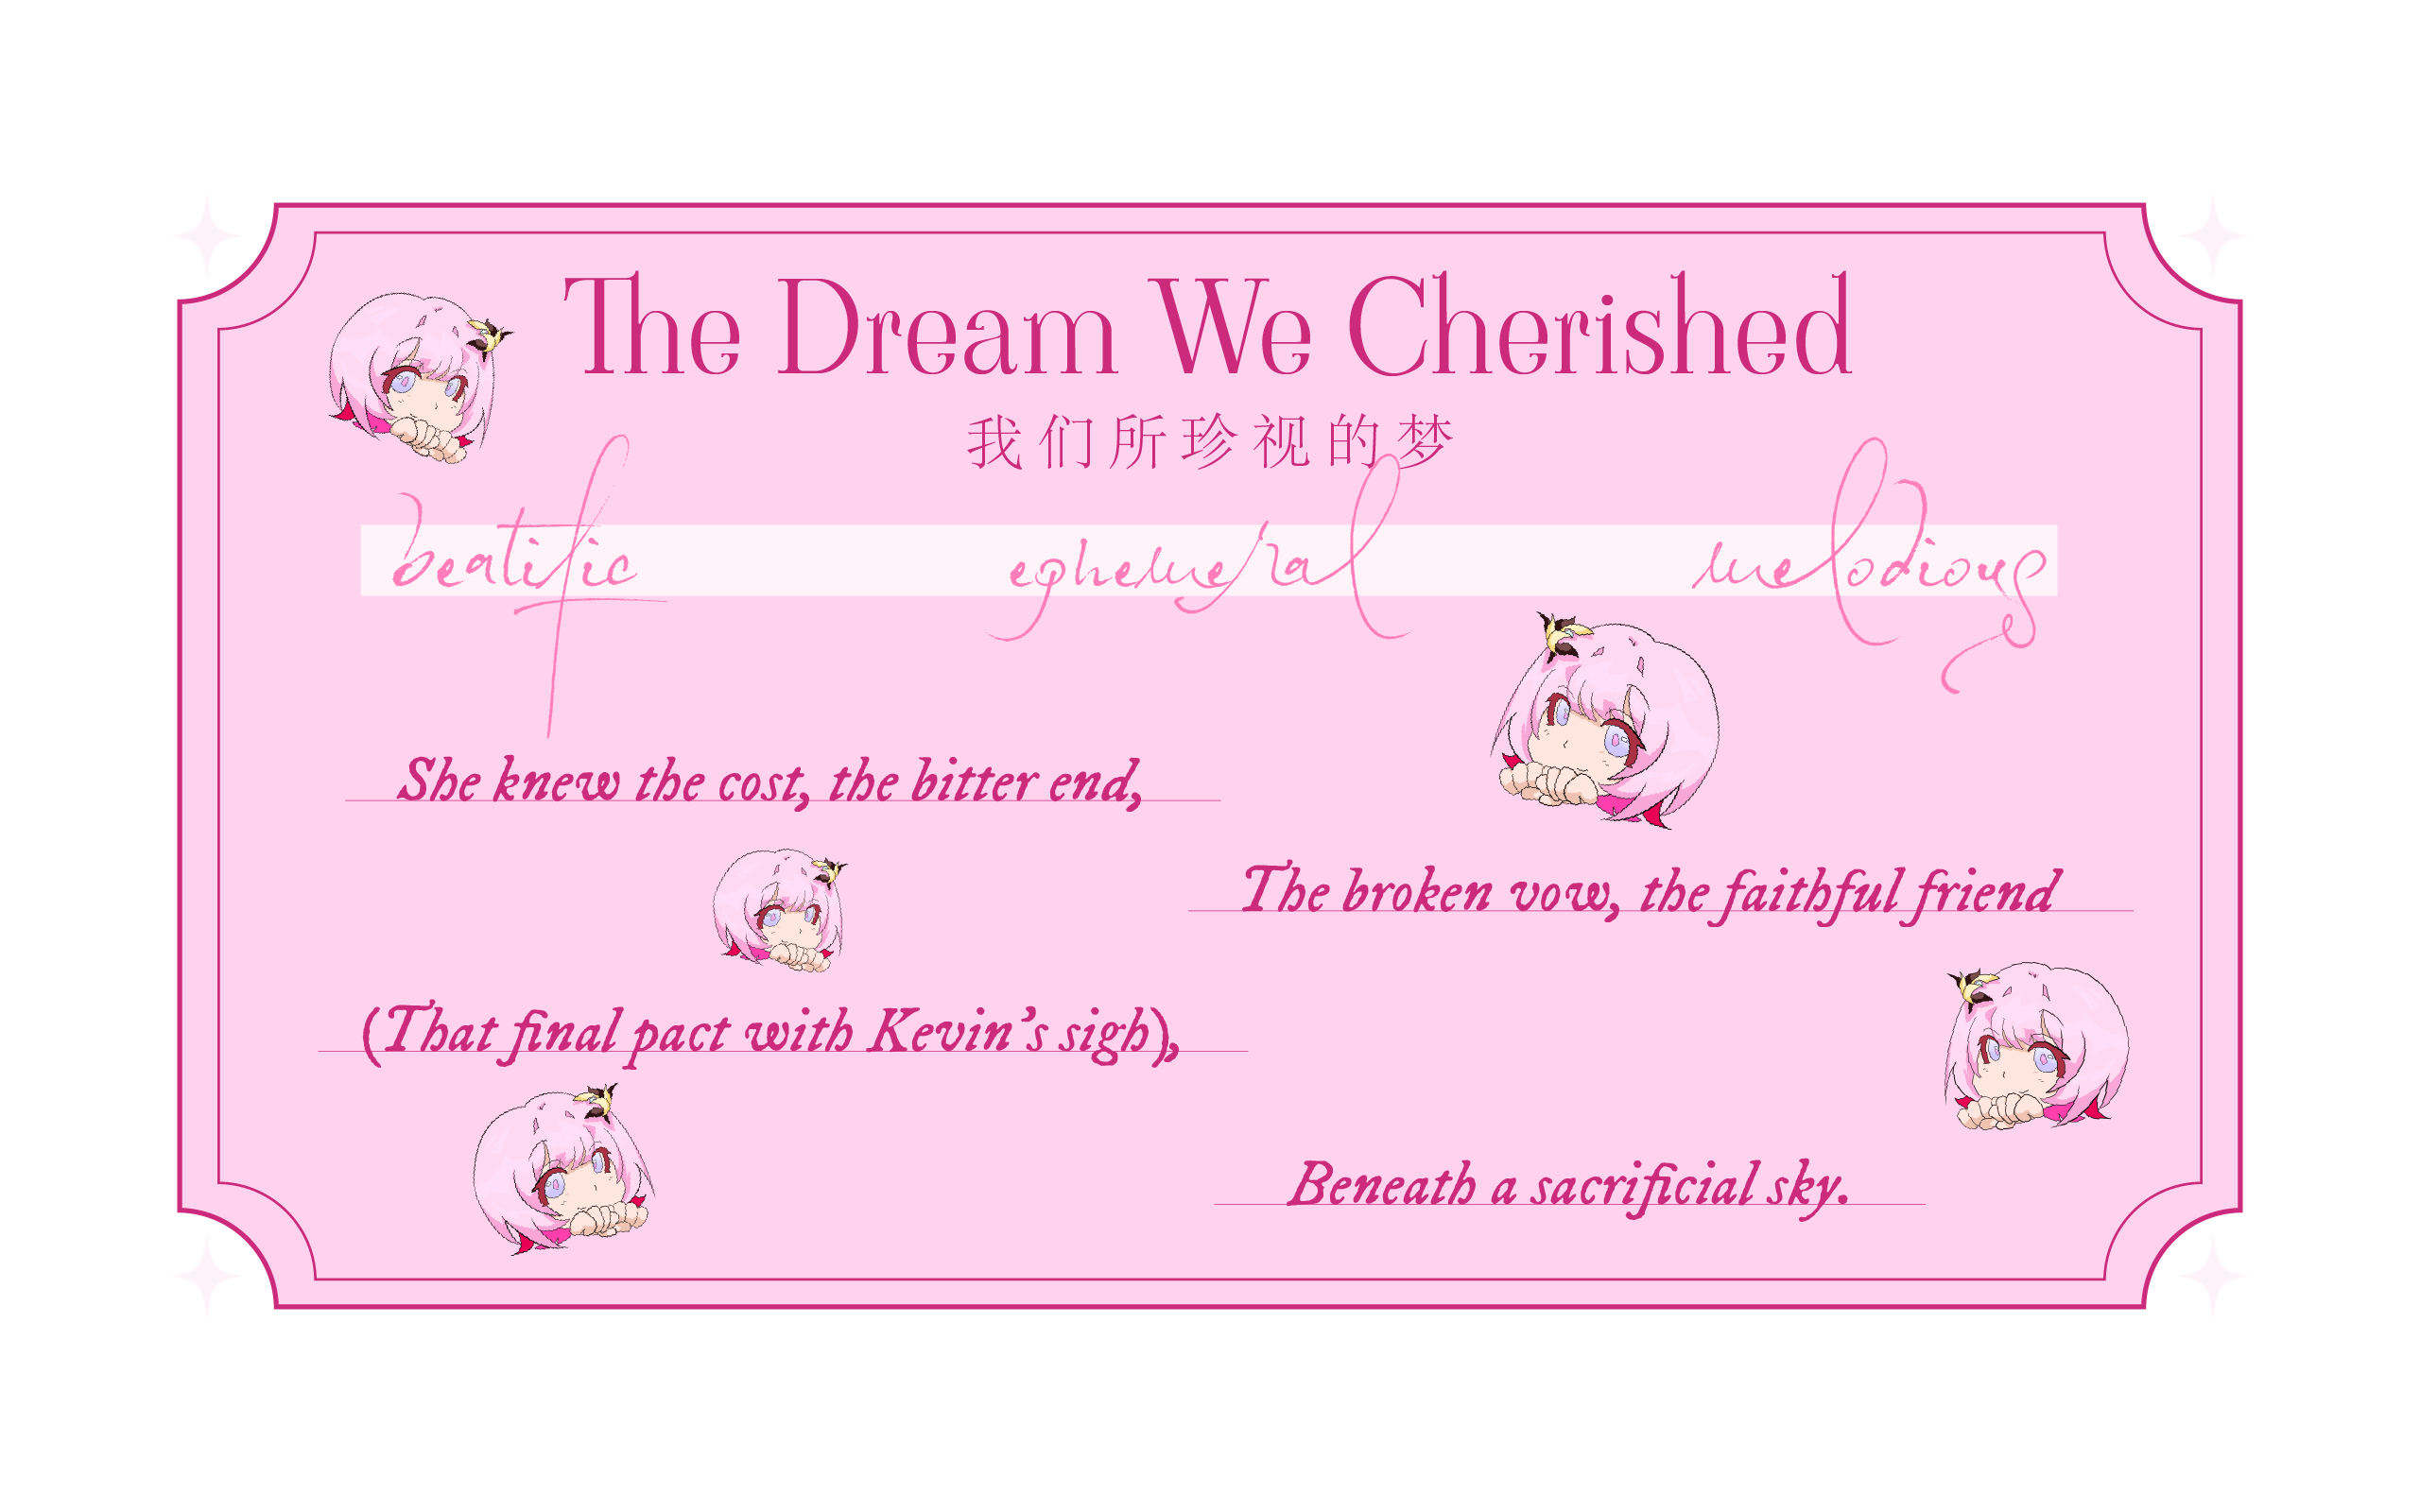 The Dream We Cherished
我们所珍视的梦
beatific ephemeral melodious
She knew the cost, the bitter end,
The broken vow, the faithful friend
(That final pact with Kevin's sigh),
Beneath a sacrificial sky.